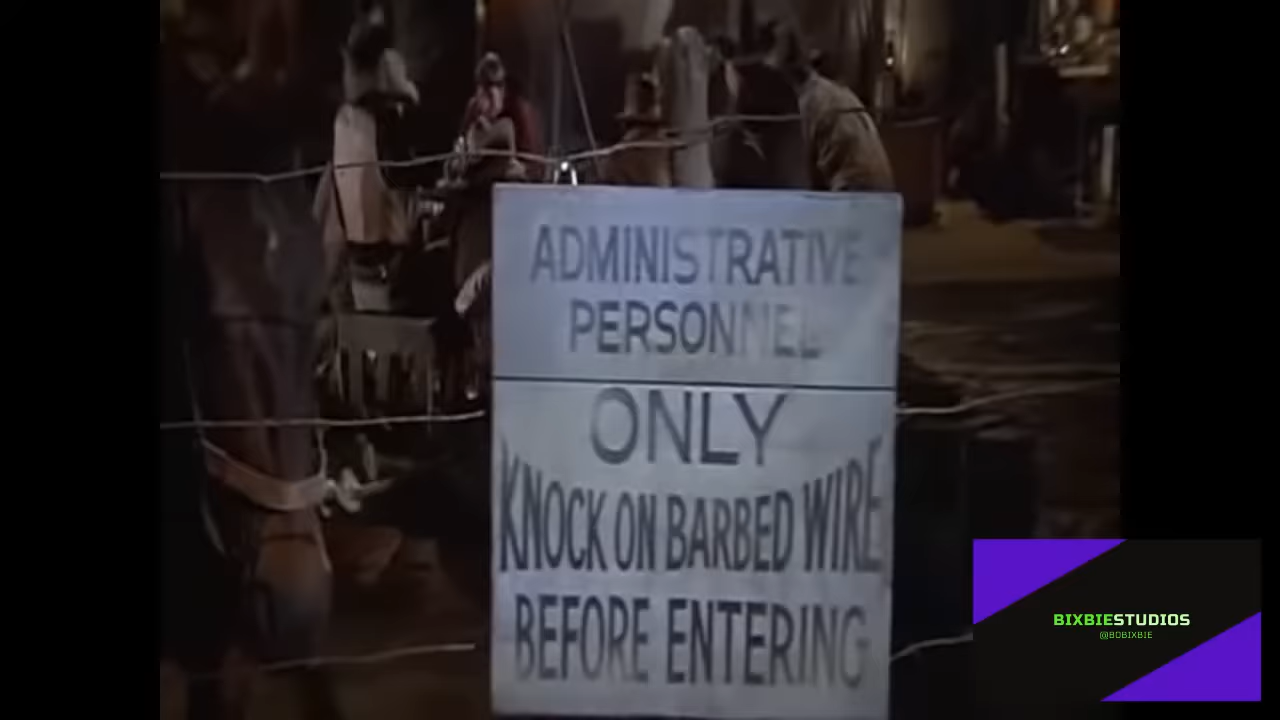 ADMINISTRATIVE
PERSONNEL
ONLY
KNOCK ON BARBED WIRE
BEFORE ENTERING
BIXBIESTUDIOS
@BOBIXBIE